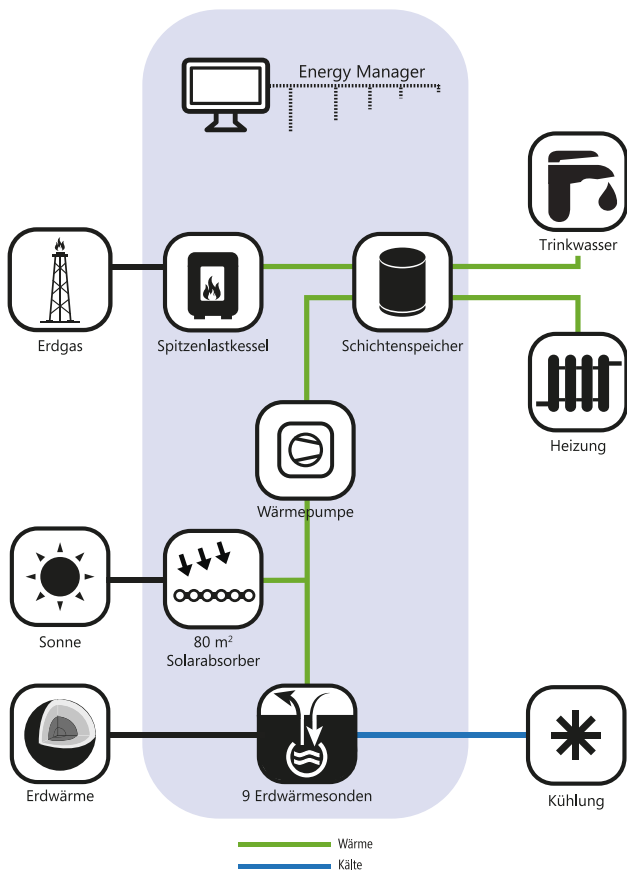 Energy Manager
Trinkwasser
Erdgas
Spitzenlastkessel
Schichtenspeicher
Heizung
Wärmepumpe
Sonne
80 m²
Solarabsorber
Erdwärme
9 Erdwärmesonden
Kühlung
Wärme
Kälte